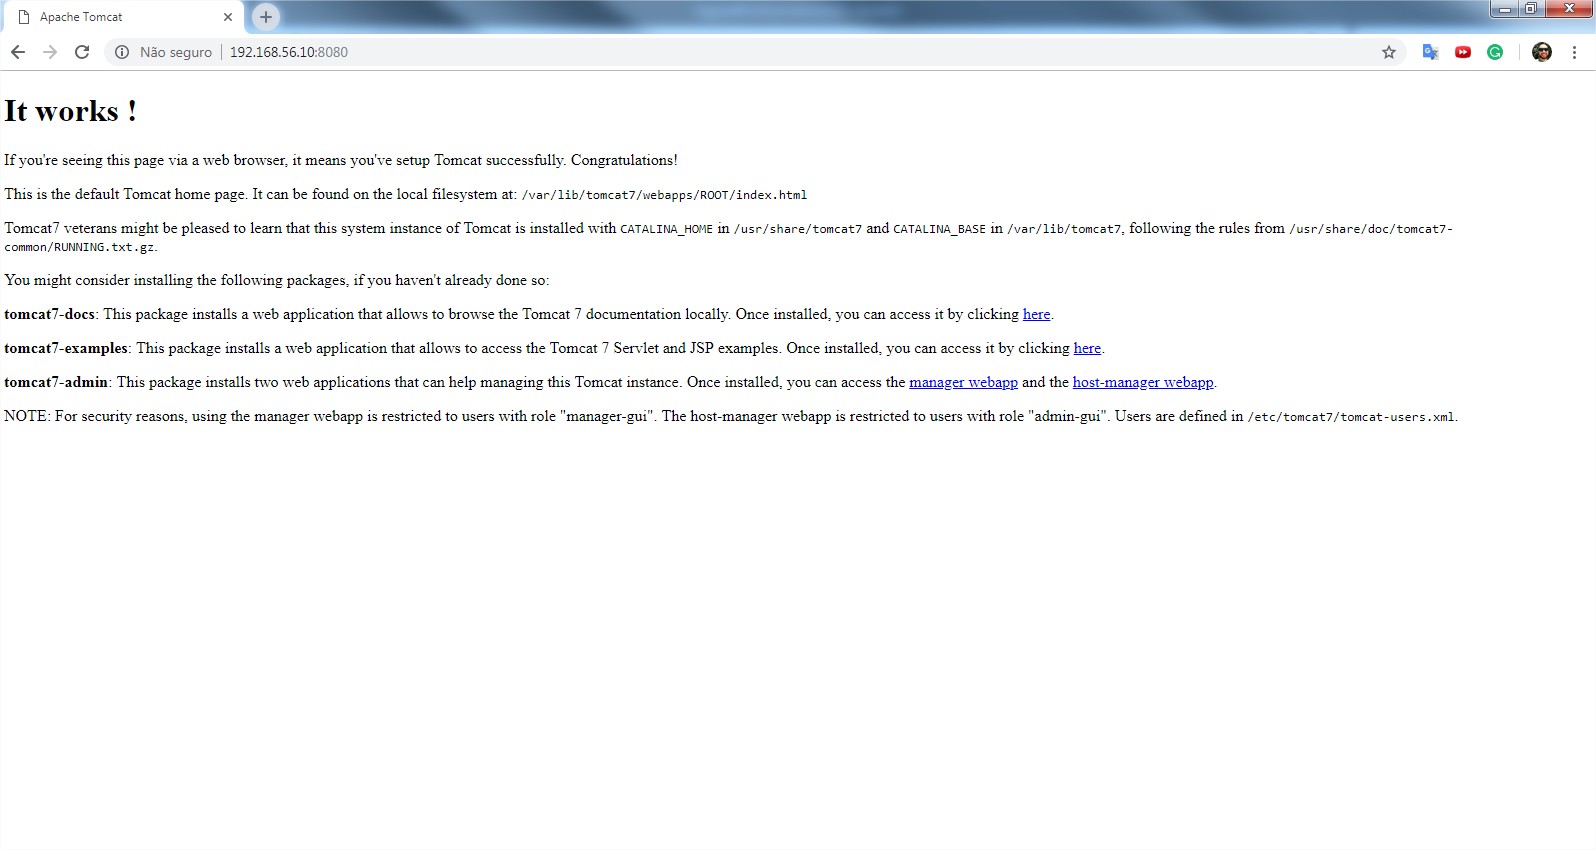 Apache Tomcat
Não seguro 192.168.56.10:8080
It works !
If you're seeing this page via a web browser, it means you've setup Tomcat successfully. Congratulations!
This is the default Tomcat home page. It can be found on the local filesystem at: /var/lib/tomcat7/webapps/ROOT/index.html
Tomcat7 veterans might be pleased to learn that this system instance of Tomcat is installed with CATALINA_HOME in /usr/share/tomcat7 and CATALINA_BASE in /var/lib/tomcat7, following the rules from /usr/share/doc/tomcat7-
common/RUNNING.txt.gz.
You might consider installing the following packages, if you haven't already done so:
tomcat7-docs: This package installs a web application that allows to browse the Tomcat 7 documentation locally. Once installed, you can access it by clicking here.
tomcat7-examples: This package installs a web application that allows to access the Tomcat 7 Servlet and JSP examples. Once installed, you can access it by clicking here.
tomcat7-admin: This package installs two web applications that can help managing this Tomcat instance. Once installed, you can access the manager webapp and the host-manager webapp.
NOTE: For security reasons, using the manager webapp is restricted to users with role "manager-gui". The host-manager webapp is restricted to users with role "admin-gui". Users are defined in /etc/tomcat7/tomcat-users.xml.